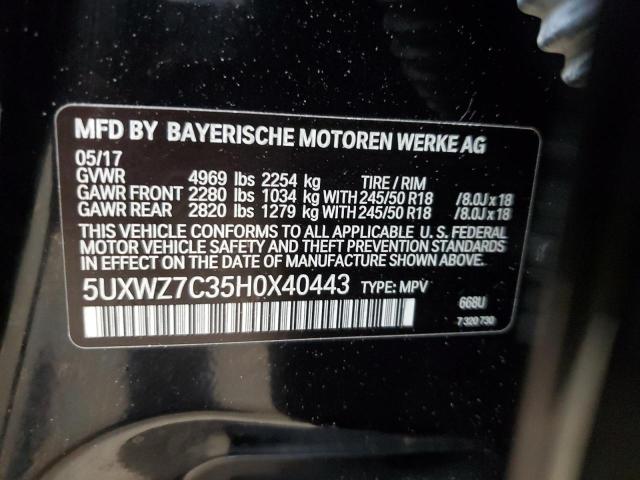 MFD BY BAYERISCHE MOTOREN WERKE AG
05/17
GVWR 4969 lbs 2254 kg TIRE / RIM
GAWR FRONT 2280 lbs 1034 kg WITH 245/50 R18 /8.0J x 18
GAWR REAR 2820 lbs 1279 kg WITH 245/50 R18 /8.0J x 18
THIS VEHICLE CONFORMS TO ALL APPLICABLE U. S. FEDERAL
MOTOR VEHICLE SAFETY AND THEFT PREVENTION STANDARDS
IN EFFECT ON THE DATE OF MANUFACTURE SHOWN ABOVE.
5UXWZ7C35H0X40443 TYPE: MPV
668U
7 320 730